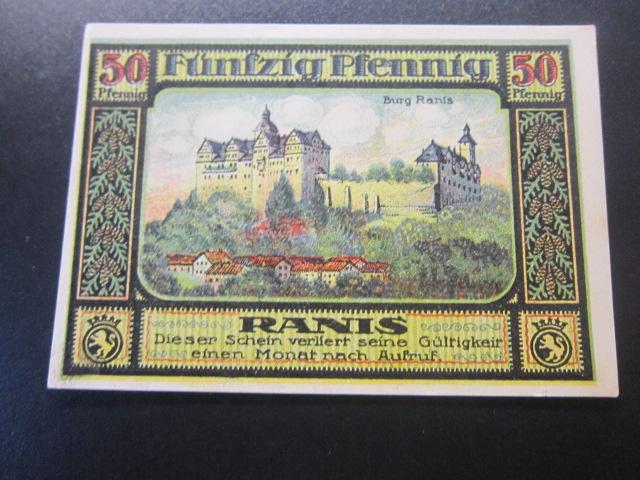 50 Fünfzig Pfennig 50
Pfennig Pfennig
Burg Ranis
RANIS
Dieser Schein verliert seine Gültigkeit
einen Monat nach Aufruf.